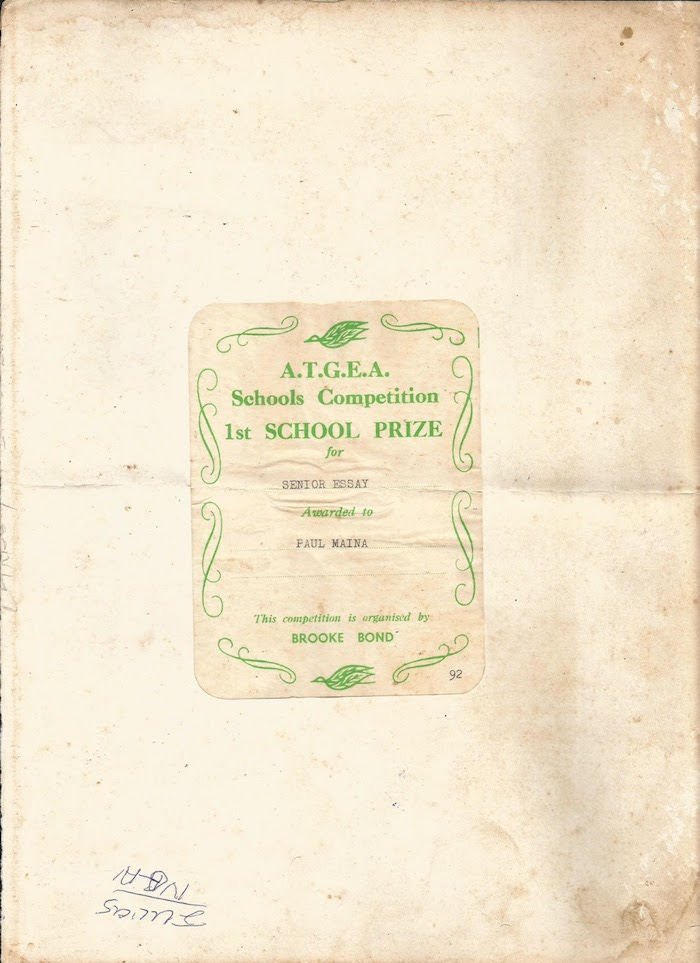 A.T.G.E.A.
Schools Competition
1st SCHOOL PRIZE
for
SENIOR ESSAY
Awarded to
PAUL MAINA
This competition is organised by
BROOKE BOND
92